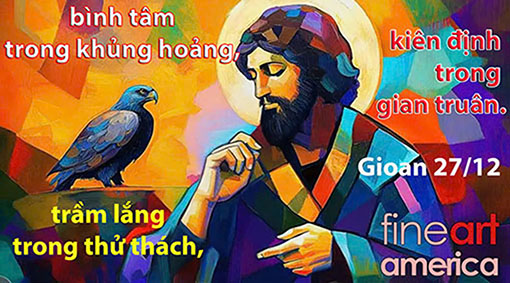 bình tâm
trong khủng hoảng,
kiên định
trong
gian truân.
Gioan 27/12
trầm lắng
trong thử thách,
fineart
america